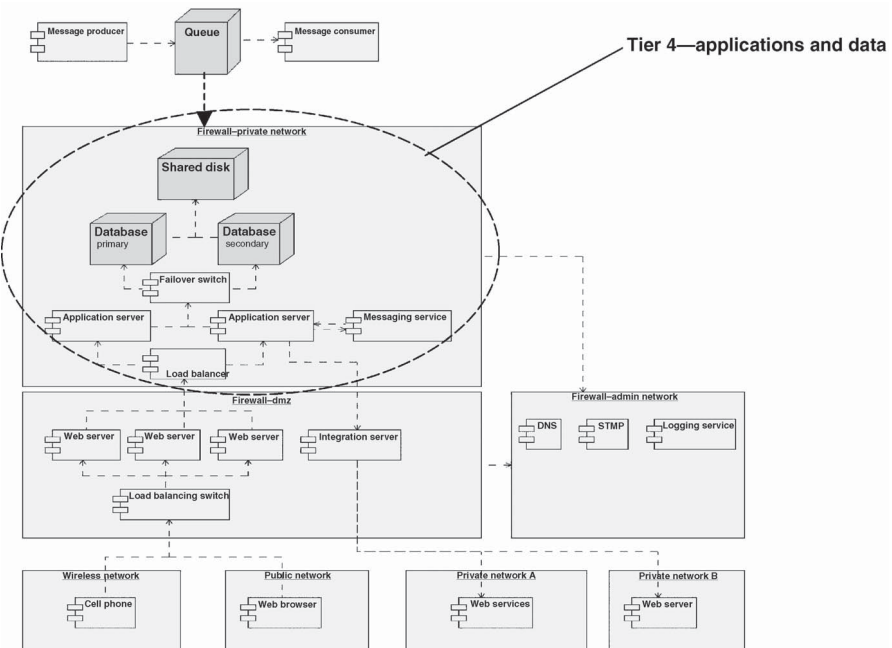 Message producer
Queue
Message consumer
Tier 4—applications and data
Firewall–private network
Shared disk
Database
primary
Database
secondary
Failover switch
Application server
Application server
Messaging service
Load balancer
Firewall–dmz
Firewall–admin network
Web server
Web server
Web server
Integration server
DNS
STMP
Logging service
Load balancing switch
Wireless network
Public network
Private network A
Private network B
Cell phone
Web browser
Web services
Web server